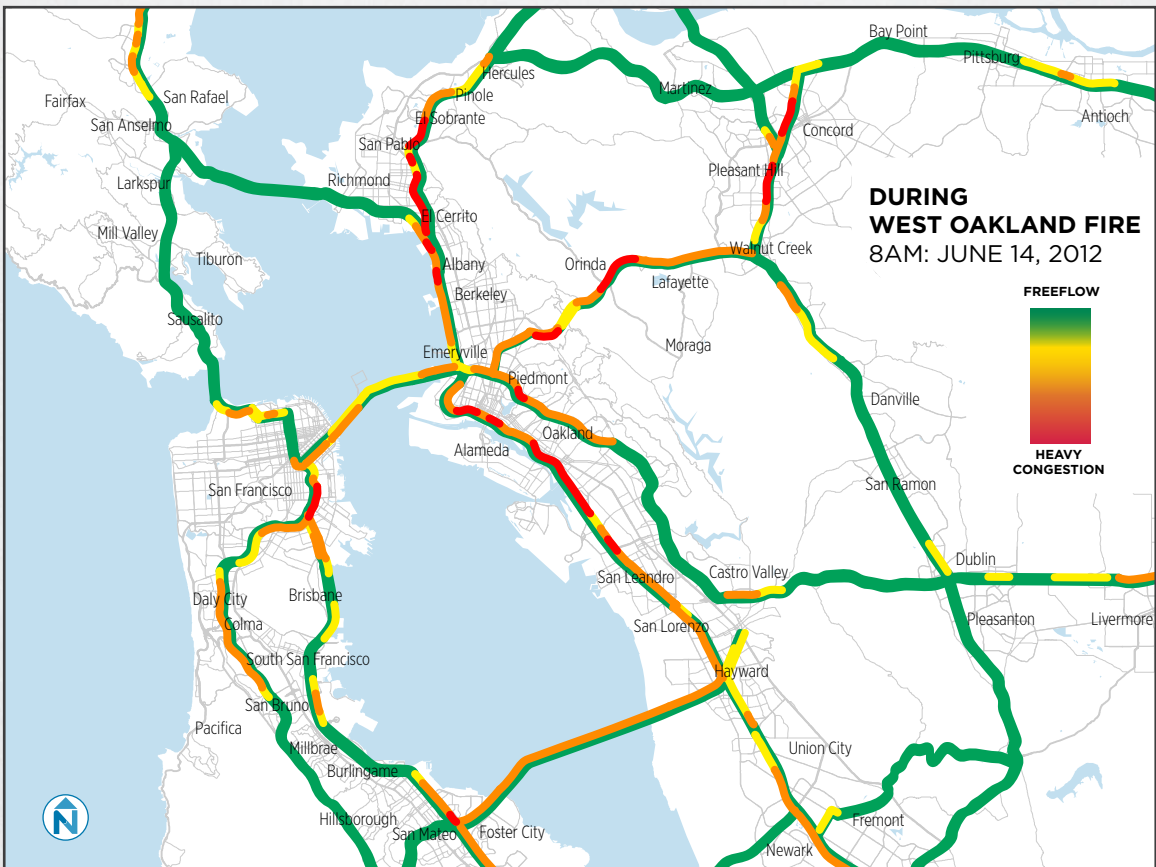 Bay Point
Pittsburg
Hercules
Martinez
Fairfax
San Rafael
Pinole
El Sobrante
Antioch
San Anselmo
Concord
San Pablo
Pleasant Hill
Larkspur
Richmond
DURING
WEST OAKLAND FIRE
8AM: JUNE 14, 2012
El Cerrito
Mill Valley
Walnut Creek
Tiburon
Albany
Orinda
Lafayette
FREEFLOW
Berkeley
Sausalito
Moraga
Emeryville
Piedmont
Danville
Oakland
Alameda
HEAVY
CONGESTION
San Francisco
San Ramon
Dublin
Castro Valley
San Leandro
Daly City
Brisbane
Colma
Pleasanton
Livermore
San Lorenzo
South San Francisco
Hayward
San Bruno
Pacifica
Millbrae
Union City
Burlingame
Hillsborough
San Mateo
Foster City
Fremont
Newark
N